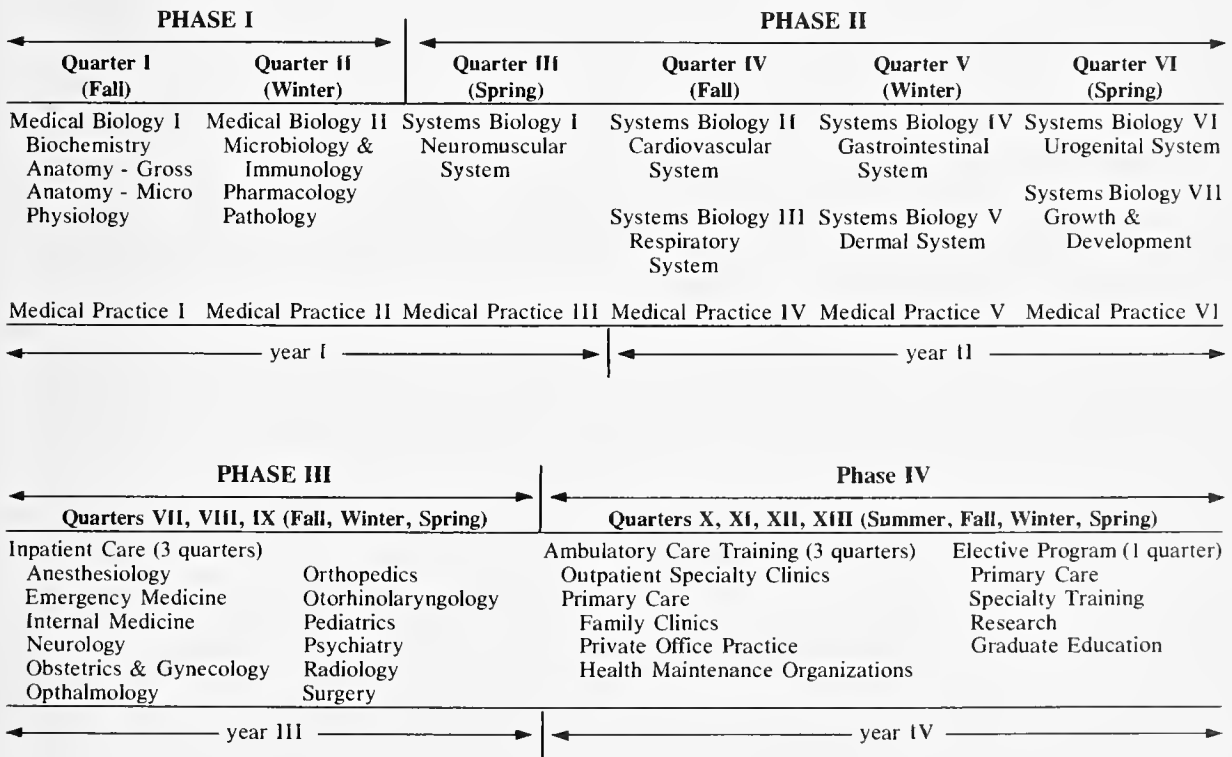 PHASE I
PHASE II
Quarter I
(Fall)
Quarter II
(Winter)
Quarter III
(Spring)
Quarter IV
(Fall)
Quarter V
(Winter)
Quarter VI
(Spring)
Medical Biology I
Biochemistry
Anatomy - Gross
Anatomy - Micro
Physiology
Medical Biology II
Microbiology &
Immunology
Pharmacology
Pathology
Systems Biology I
Neuromuscular
System
Systems Biology II
Cardiovascular
System
Systems Biology III
Respiratory
System
Systems Biology IV
Gastrointestinal
System
Systems Biology V
Dermal System
Systems Biology VI
Urogenital System
Systems Biology VII
Growth &
Development
Medical Practice I
Medical Practice II
Medical Practice III
Medical Practice IV
Medical Practice V
Medical Practice VI
year I
year II
PHASE III
Phase IV
Quarters VII, VIII, IX (Fall, Winter, Spring)
Quarters X, XI, XII, XIII (Summer, Fall, Winter, Spring)
Inpatient Care (3 quarters)
Anesthesiology
Emergency Medicine
Internal Medicine
Neurology
Obstetrics & Gynecology
Opthalmology
Orthopedics
Otorhinolaryngology
Pediatrics
Psychiatry
Radiology
Surgery
Ambulatory Care Training (3 quarters)
Outpatient Specialty Clinics
Primary Care
Family Clinics
Private Office Practice
Health Maintenance Organizations
Elective Program (1 quarter)
Primary Care
Specialty Training
Research
Graduate Education
year III
year IV